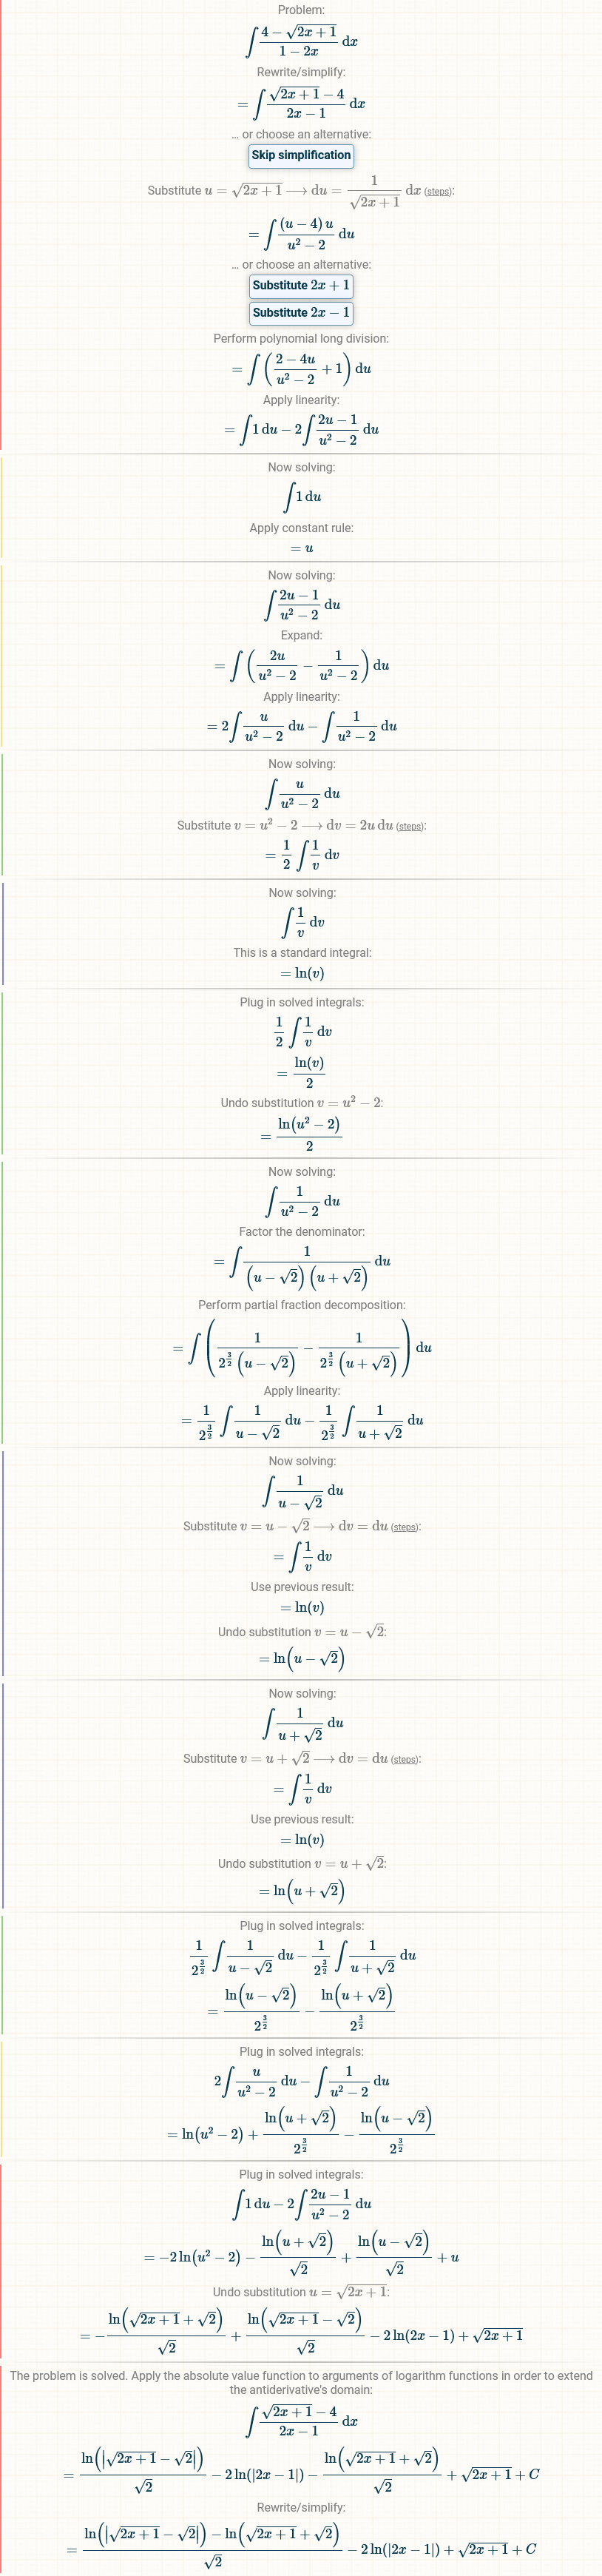 Problem:
∫ (4 − √(2x + 1))/(1 − 2x) dx
Rewrite/simplify:
= ∫ (√(2x + 1) − 4)/(2x − 1) dx
… or choose an alternative:
Skip simplification
Substitute u = √(2x + 1) ⟶ du = 1/√(2x + 1) dx (steps):
= ∫ ((u − 4) u)/(u² − 2) du
… or choose an alternative:
Substitute 2x + 1
Substitute 2x − 1
Perform polynomial long division:
= ∫ ((2 − 4u)/(u² − 2) + 1) du
Apply linearity:
= ∫ 1 du − 2 ∫ (2u − 1)/(u² − 2) du
Now solving:
∫ 1 du
Apply constant rule:
= u
Now solving:
∫ (2u − 1)/(u² − 2) du
Expand:
= ∫ (2u/(u² − 2) − 1/(u² − 2)) du
Apply linearity:
= 2 ∫ u/(u² − 2) du − ∫ 1/(u² − 2) du
Now solving:
∫ u/(u² − 2) du
Substitute v = u² − 2 ⟶ dv = 2u du (steps):
= 1/2 ∫ 1/v dv
Now solving:
∫ 1/v dv
This is a standard integral:
= ln(v)
Plug in solved integrals:
1/2 ∫ 1/v dv
= ln(v)/2
Undo substitution v = u² − 2:
= ln(u² − 2)/2
Now solving:
∫ 1/(u² − 2) du
Factor the denominator:
= ∫ 1/((u − √2) (u + √2)) du
Perform partial fraction decomposition:
= ∫ (1/(2^(3/2) (u − √2)) − 1/(2^(3/2) (u + √2))) du
Apply linearity:
= 1/2^(3/2) ∫ 1/(u − √2) du − 1/2^(3/2) ∫ 1/(u + √2) du
Now solving:
∫ 1/(u − √2) du
Substitute v = u − √2 ⟶ dv = du (steps):
= ∫ 1/v dv
Use previous result:
= ln(v)
Undo substitution v = u − √2:
= ln(u − √2)
Now solving:
∫ 1/(u + √2) du
Substitute v = u + √2 ⟶ dv = du (steps):
= ∫ 1/v dv
Use previous result:
= ln(v)
Undo substitution v = u + √2:
= ln(u + √2)
Plug in solved integrals:
1/2^(3/2) ∫ 1/(u − √2) du − 1/2^(3/2) ∫ 1/(u + √2) du
= ln(u − √2)/2^(3/2) − ln(u + √2)/2^(3/2)
Plug in solved integrals:
2 ∫ u/(u² − 2) du − ∫ 1/(u² − 2) du
= ln(u² − 2) + ln(u + √2)/2^(3/2) − ln(u − √2)/2^(3/2)
Plug in solved integrals:
∫ 1 du − 2 ∫ (2u − 1)/(u² − 2) du
= −2 ln(u² − 2) − ln(u + √2)/√2 + ln(u − √2)/√2 + u
Undo substitution u = √(2x + 1):
= − ln(√(2x + 1) + √2)/√2 + ln(√(2x + 1) − √2)/√2 − 2 ln(2x − 1) + √(2x + 1)
The problem is solved. Apply the absolute value function to arguments of logarithm functions in order to extend
the antiderivative's domain:
∫ (√(2x + 1) − 4)/(2x − 1) dx
= ln(|√(2x + 1) − √2|)/√2 − 2 ln(|2x − 1|) − ln(√(2x + 1) + √2)/√2 + √(2x + 1) + C
Rewrite/simplify:
= (ln(|√(2x + 1) − √2|) − ln(√(2x + 1) + √2))/√2 − 2 ln(|2x − 1|) + √(2x + 1) + C